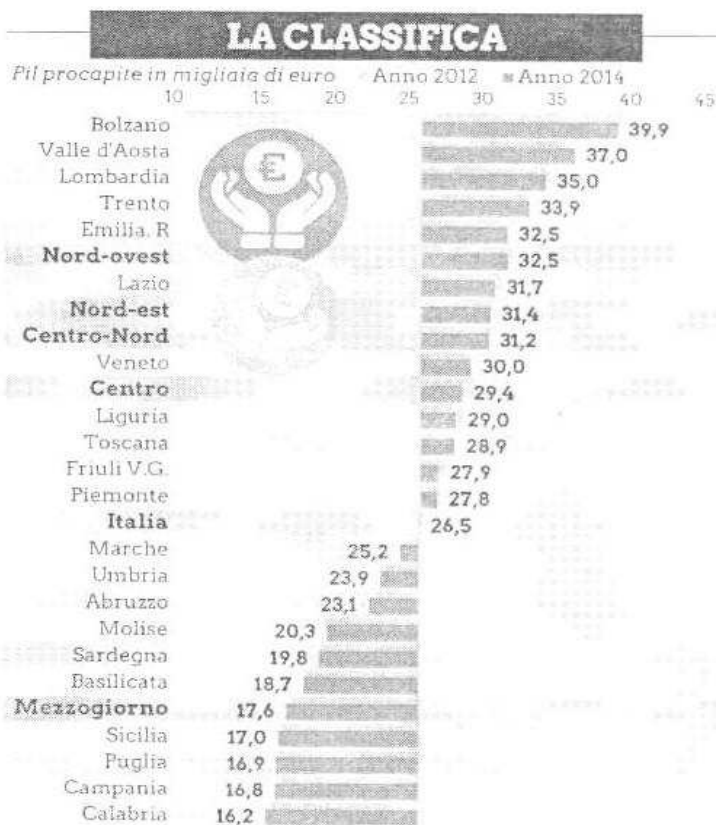 LA CLASSIFICA
Pil procapite in migliaia di euro Anno 2012 Anno 2014
10 15 20 25 30 35 40 45
Bolzano 39,9
Valle d'Aosta 37,0
Lombardia 35,0
Trento 33,9
Emilia. R 32,5
Nord-ovest 32,5
Lazio 31,7
Nord-est 31,4
Centro-Nord 31,2
Veneto 30,0
Centro 29,4
Liguria 29,0
Toscana 28,9
Friuli V.G. 27,9
Piemonte 27,8
Italia 26,5
Marche 25,2
Umbria 23,9
Abruzzo 23,1
Molise 20,3
Sardegna 19,8
Basilicata 18,7
Mezzogiorno 17,6
Sicilia 17,0
Puglia 16,9
Campania 16,8
Calabria 16,2